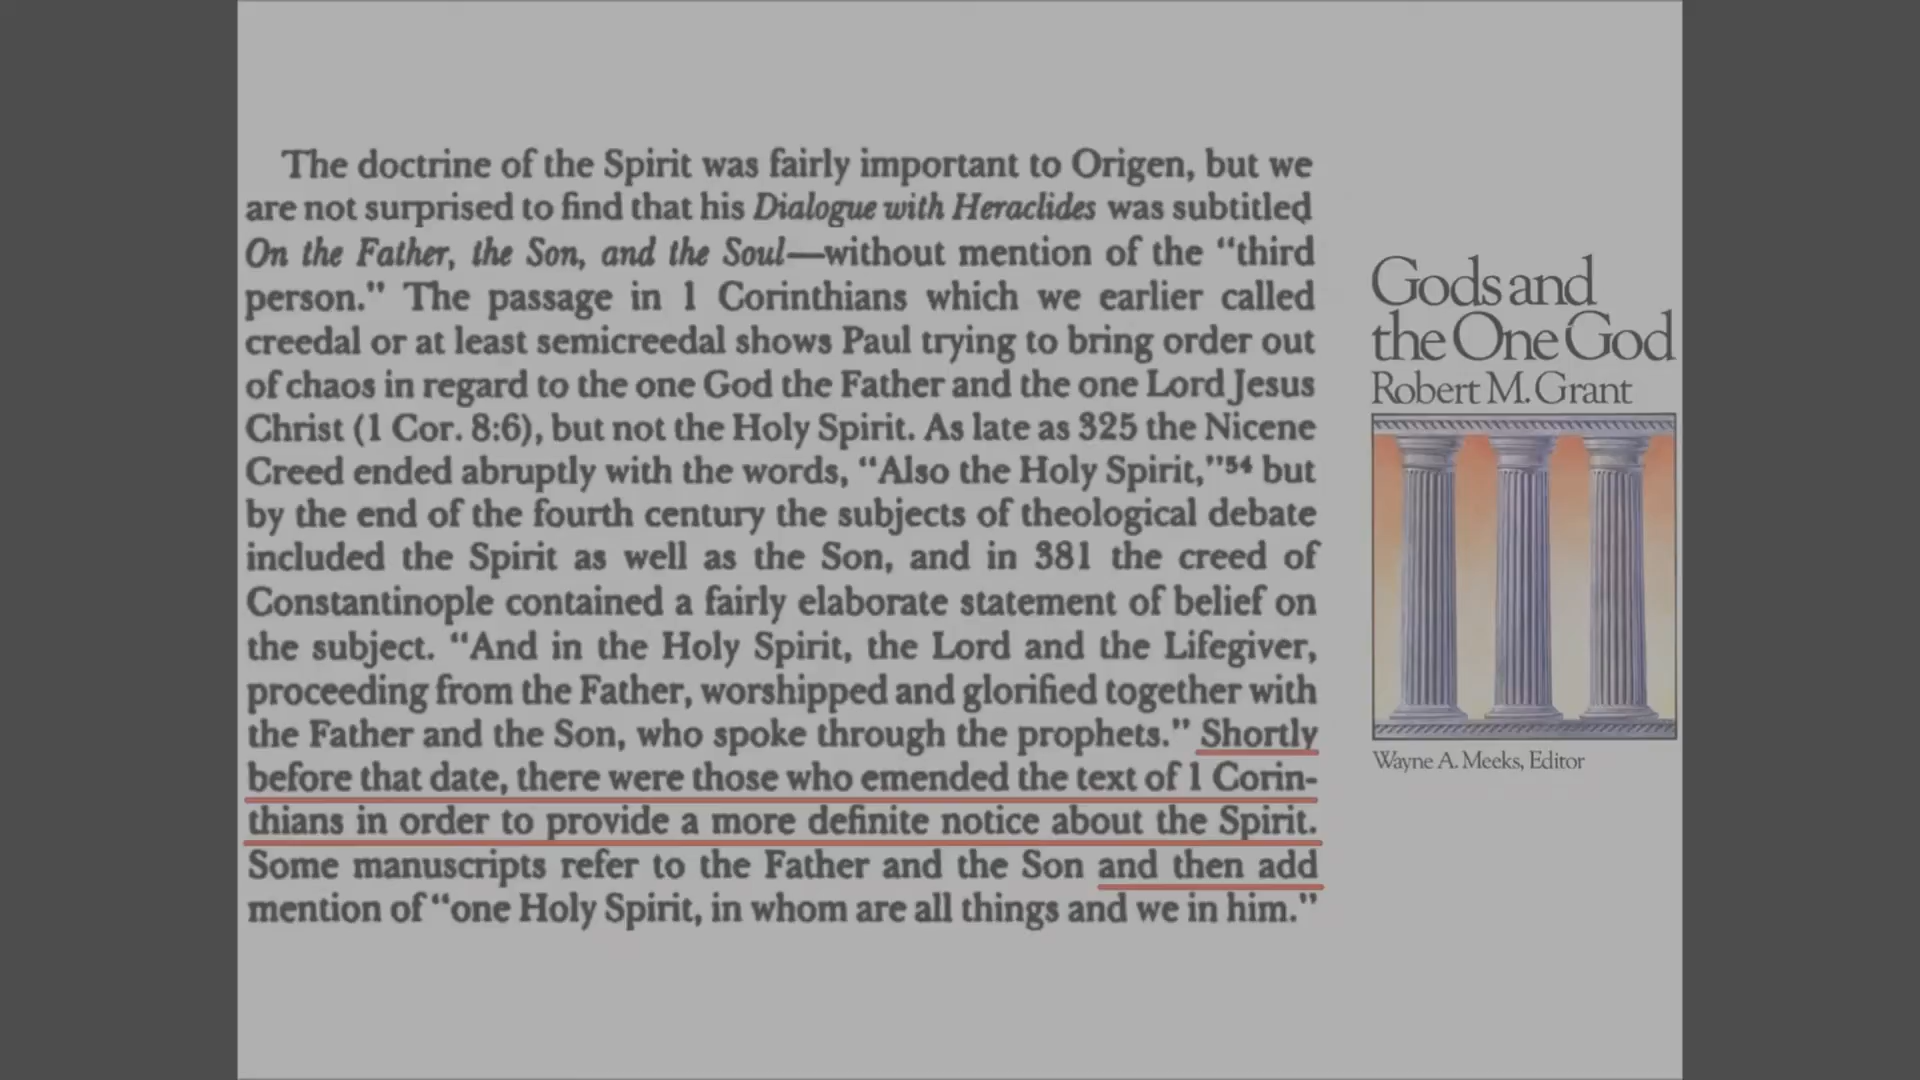 The doctrine of the Spirit was fairly important to Origen, but we
are not surprised to find that his Dialogue with Heraclides was subtitled
On the Father, the Son, and the Soul—without mention of the “third
person.” The passage in 1 Corinthians which we earlier called
creedal or at least semicreedal shows Paul trying to bring order out
of chaos in regard to the one God the Father and the one Lord Jesus
Christ (1 Cor. 8:6), but not the Holy Spirit. As late as 325 the Nicene
Creed ended abruptly with the words, “Also the Holy Spirit,”⁵⁴ but
by the end of the fourth century the subjects of theological debate
included the Spirit as well as the Son, and in 381 the creed of
Constantinople contained a fairly elaborate statement of belief on
the subject. “And in the Holy Spirit, the Lord and the Lifegiver,
proceeding from the Father, worshipped and glorified together with
the Father and the Son, who spoke through the prophets.” Shortly
before that date, there were those who emended the text of 1 Corin-
thians in order to provide a more definite notice about the Spirit.
Some manuscripts refer to the Father and the Son and then add
mention of “one Holy Spirit, in whom are all things and we in him.”
Gods and
the One God
Robert M. Grant
Wayne A. Meeks, Editor